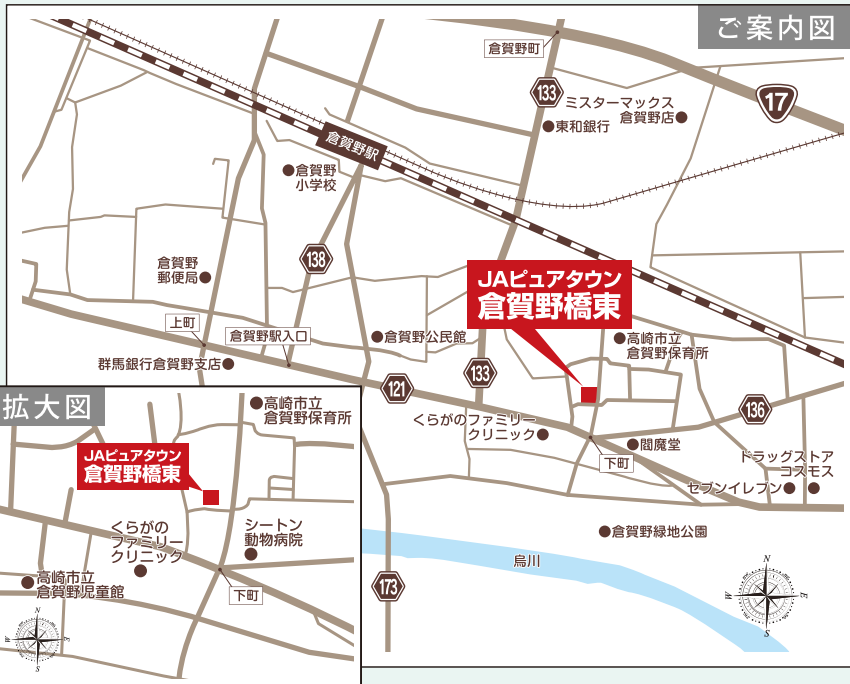 ご案内図
倉賀野町
17
133
ミスターマックス
倉賀野店
東和銀行
倉賀野駅
倉賀野
小学校
138
倉賀野
郵便局
JAピュアタウン
倉賀野橋東
上町
倉賀野駅入口
倉賀野公民館
高崎市立
倉賀野保育所
群馬銀行倉賀野支店
133
121
136
くらがのファミリー
クリニック
閻魔堂
下町
ドラッグストア
コスモス
セブンイレブン
倉賀野緑地公園
烏川
173
N
W
E
S
拡大図
高崎市立
倉賀野保育所
JAピュアタウン
倉賀野橋東
くらがの
ファミリー
クリニック
シートン
動物病院
高崎市立
倉賀野児童館
下町
N
W
E
S